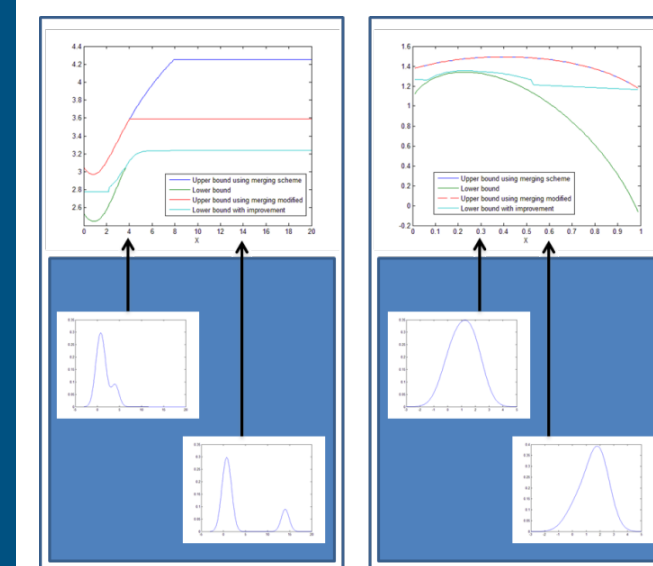 4.4
4.2
4
3.8
3.6
3.4
3.2
3
2.8
2.6
0 2 4 6 8 10 12 14 16 18 20
X
Upper bound using merging scheme
Lower bound
Upper bound using merging modified
Lower bound with improvement
1.6
1.4
1.2
1
0.8
0.6
0.4
0.2
0
-0.2
0 0.1 0.2 0.3 0.4 0.5 0.6 0.7 0.8 0.9 1
X
Upper bound using merging scheme
Lower bound
Upper bound using merging modified
Lower bound with improvement